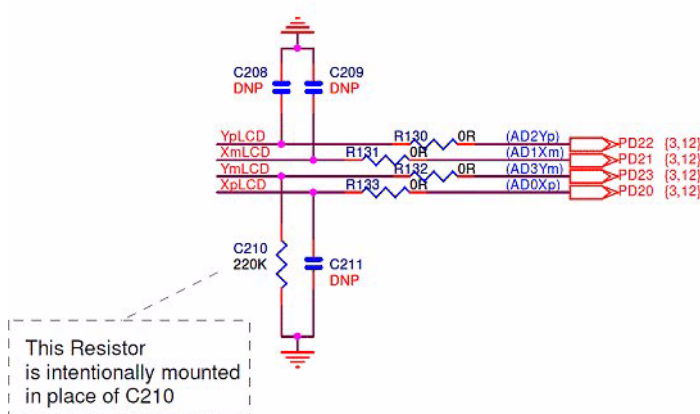 C208
DNP
C209
DNP
YpLCD R130 0R (AD2Yp) PD22 {3,12}
XmLCD R131 0R (AD1Xm) PD21 {3,12}
YmLCD R132 0R (AD3Ym) PD23 {3,12}
XpLCD R133 0R (AD0Xp) PD20 {3,12}
C210
220K
C211
DNP
This Resistor
is intentionally mounted
in place of C210